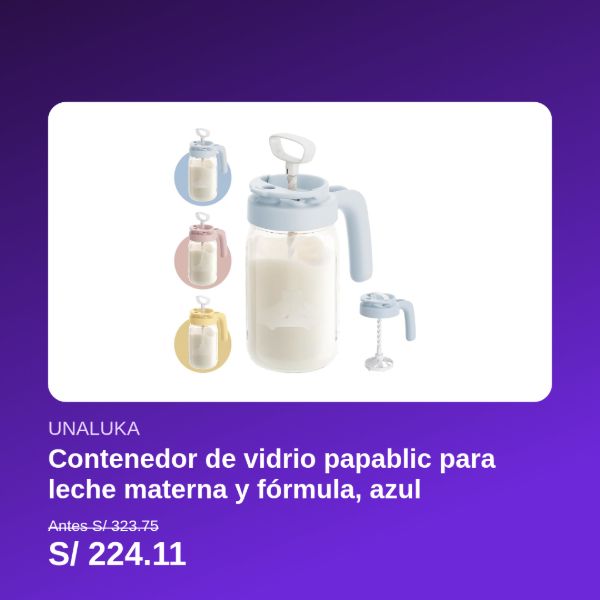 UNALUKA
Contenedor de vidrio papablic para
leche materna y fórmula, azul
Antes S/ 323.75
S/ 224.11